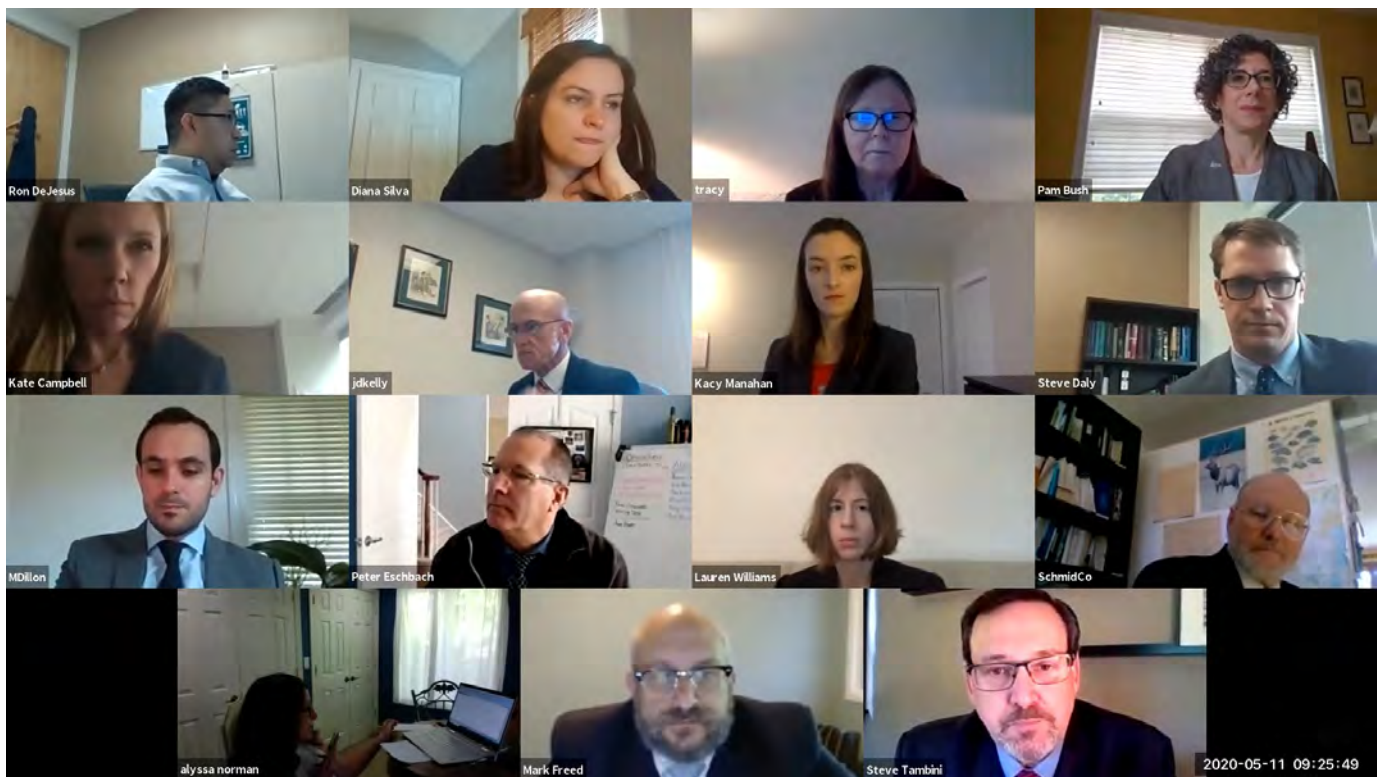 Ron DeJesus
Diana Silva
tracy
Pam Bush
Kate Campbell
jdkelly
Kacy Manahan
Steve Daly
MDillon
Peter Eschbach
Lauren Williams
SchmidCo
alyssa norman
Mark Freed
Steve Tambini
2020-05-11 09:25:49